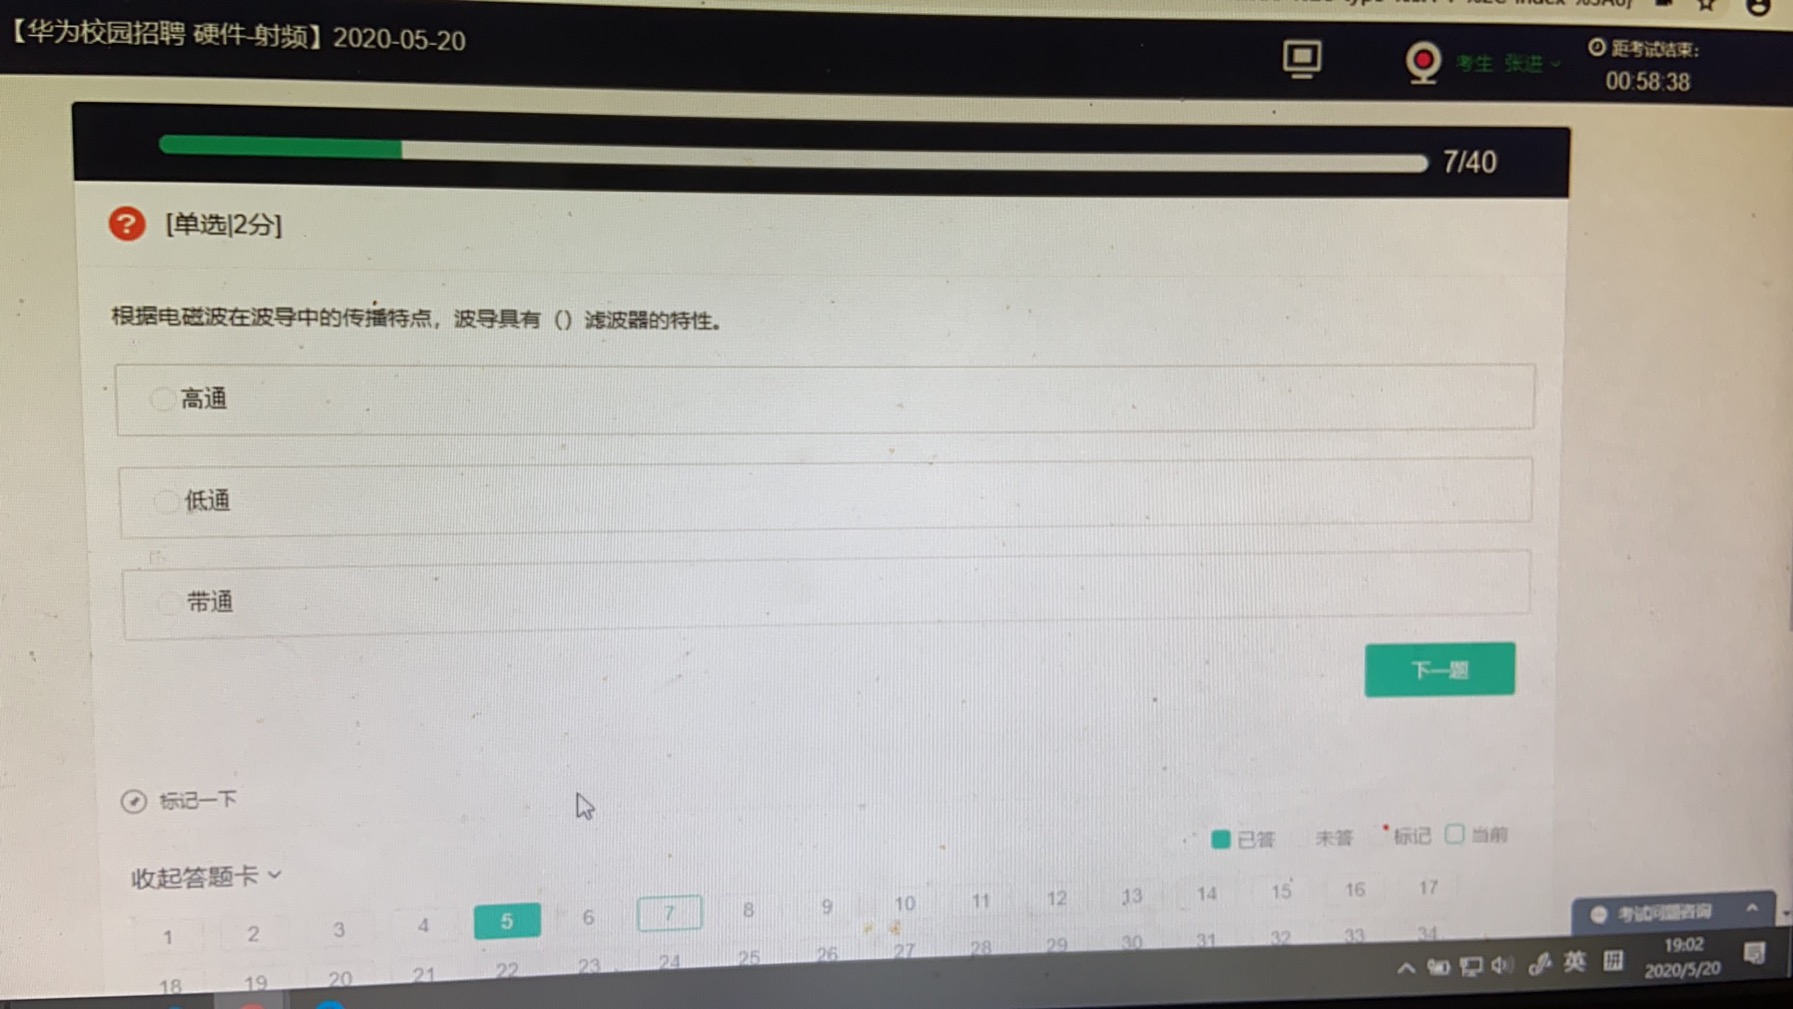 【华为校园招聘 硬件-射频】2020-05-20
考生 张进
距考试结束:
00:58:38
7/40
[单选|2分]
根据电磁波在波导中的传播特点，波导具有（）滤波器的特性。
高通
低通
带通
下一题
标记一下
已答 未答 标记 当前
收起答题卡
1 2 3 4 5 6 7 8 9 10 11 12 13 14 15 16 17
18 19 20 21 22 23 24 25 26 27 28 29 30 31 32 33 34
考试问题咨询
英
拼
19:02
2020/5/20